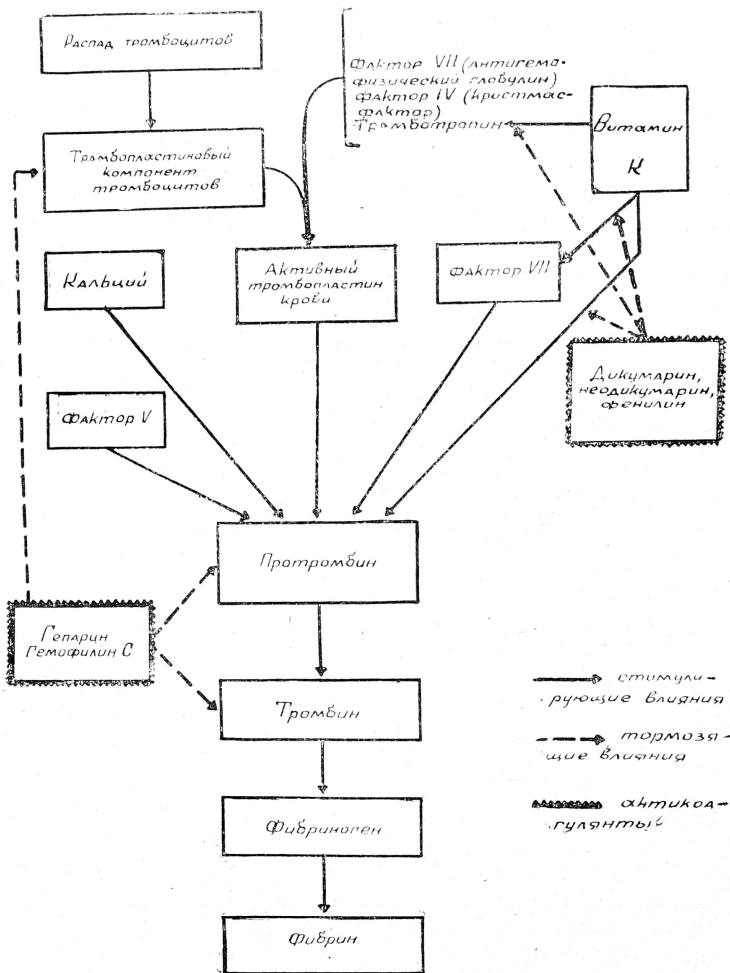 Распад тромбоцитов
Фактор VII (антигемо-
физический глобулин)
Фактор IV (кристмас-
фактор)
Тромботропин
Витамин
К
Тромбопластиновый
компонент
тромбоцитов
Кальций
Активный
тромбопластин
крови
Фактор VII
Дикумарин,
неодикумарин,
фенилин
Фактор V
Протромбин
Гепарин
Гемофилин С
Тромбин
стимули-
рующие влияния
тормозя-
щие влияния
Фибриноген
антикоа-
гулянты
Фибрин